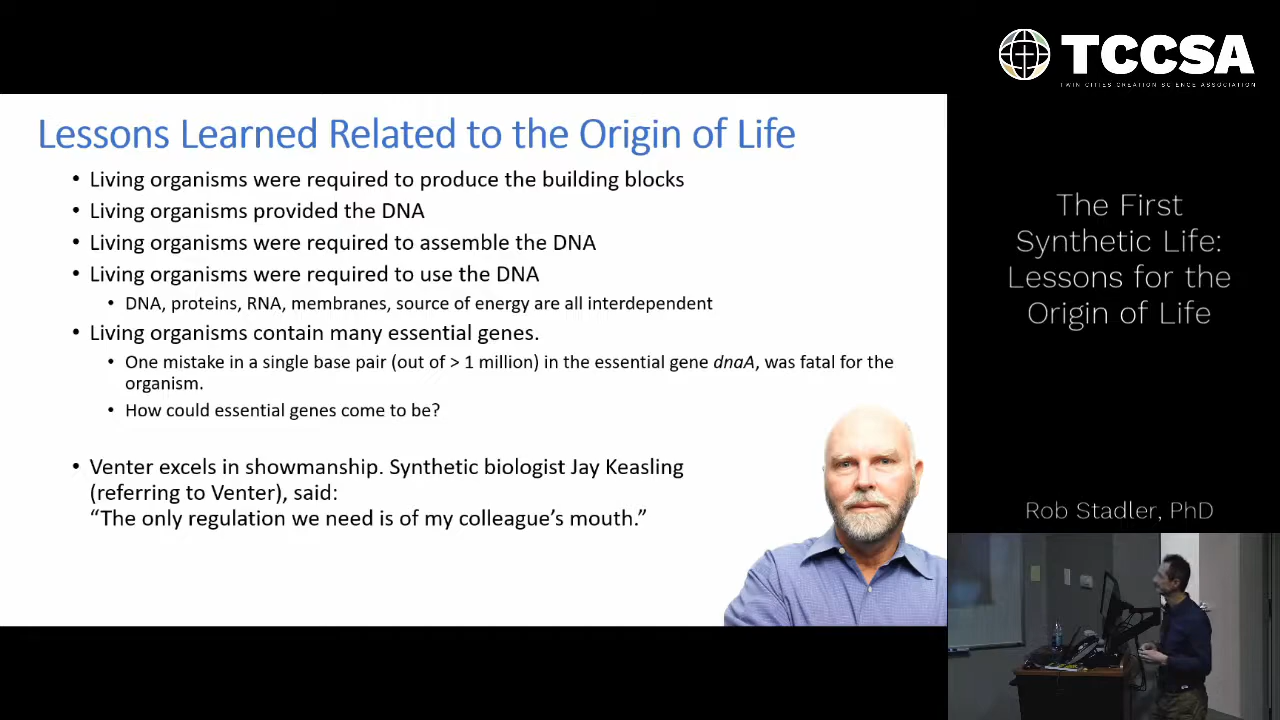 TCCSA
TWIN CITIES CREATION SCIENCE ASSOCIATION
Lessons Learned Related to the Origin of Life
• Living organisms were required to produce the building blocks
• Living organisms provided the DNA
• Living organisms were required to assemble the DNA
• Living organisms were required to use the DNA
• DNA, proteins, RNA, membranes, source of energy are all interdependent
• Living organisms contain many essential genes.
• One mistake in a single base pair (out of > 1 million) in the essential gene dnaA, was fatal for the
organism.
• How could essential genes come to be?
• Venter excels in showmanship. Synthetic biologist Jay Keasling
(referring to Venter), said:
“The only regulation we need is of my colleague’s mouth.”
The First
Synthetic Life:
Lessons for the
Origin of Life
Rob Stadler, PhD